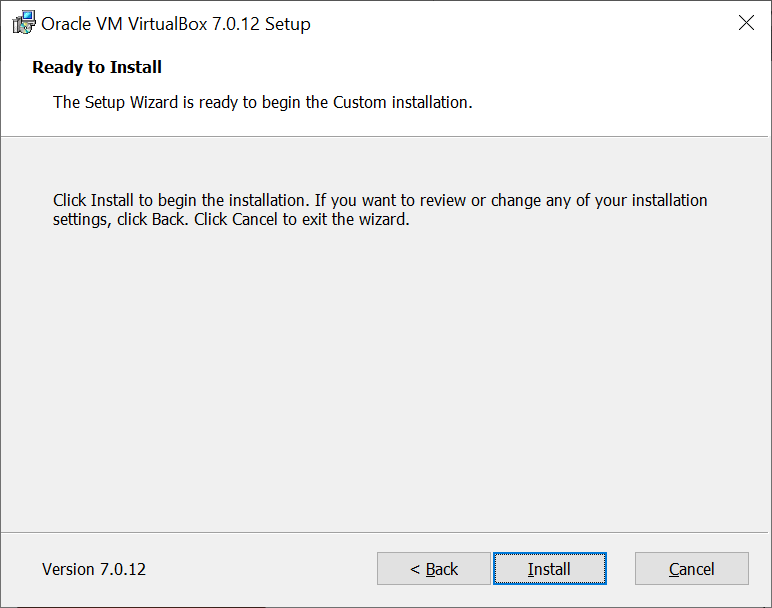 Oracle VM VirtualBox 7.0.12 Setup
Ready to Install
The Setup Wizard is ready to begin the Custom installation.
Click Install to begin the installation. If you want to review or change any of your installation
settings, click Back. Click Cancel to exit the wizard.
Version 7.0.12
< Back
Install
Cancel